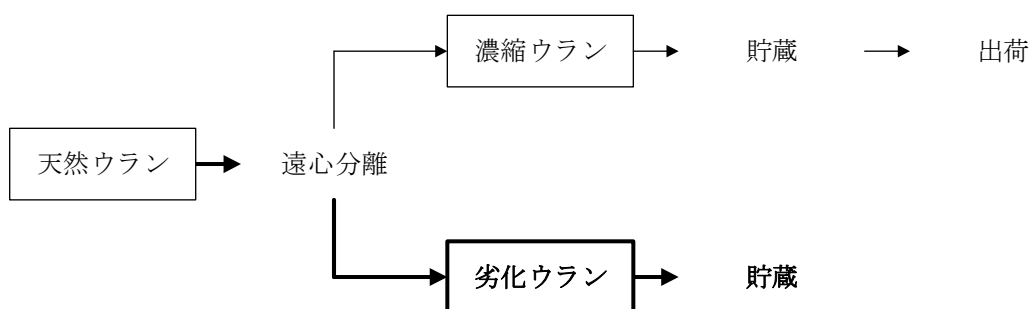 濃縮ウラン
貯蔵
出荷
天然ウラン
遠心分離
劣化ウラン
貯蔵